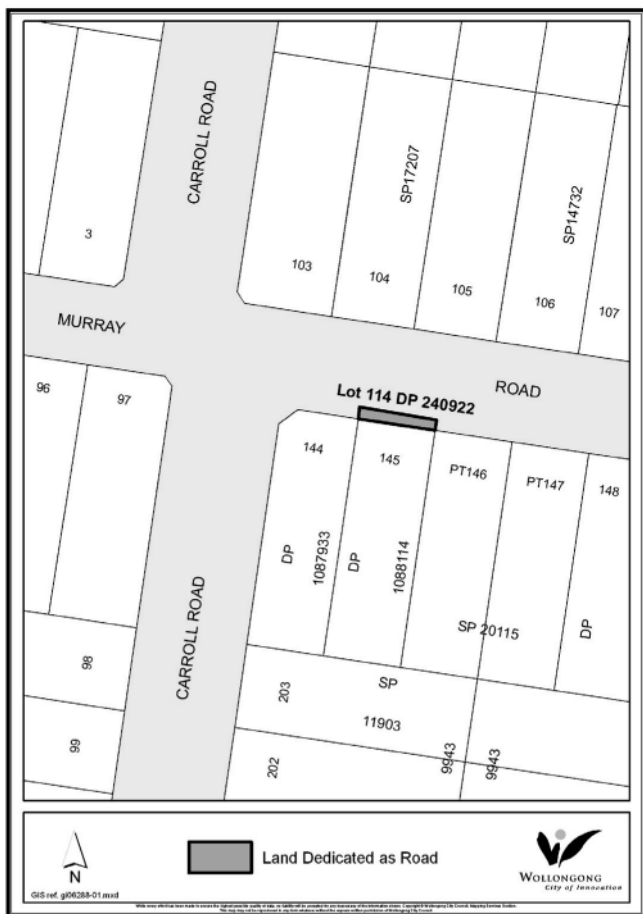 CARROLL ROAD
SP17207
SP14732
3
103
104
105
106
107
MURRAY
ROAD
Lot 114 DP 240922
96
97
144
145
PT146
PT147
148
DP
1087933
DP
1088114
SP 20115
DP
CARROLL ROAD
98
203
SP
11903
99
202
9943
9943
N
Land Dedicated as Road
WOLLONGONG
City of Innovation
GIS ref. gi06288-01.mxd